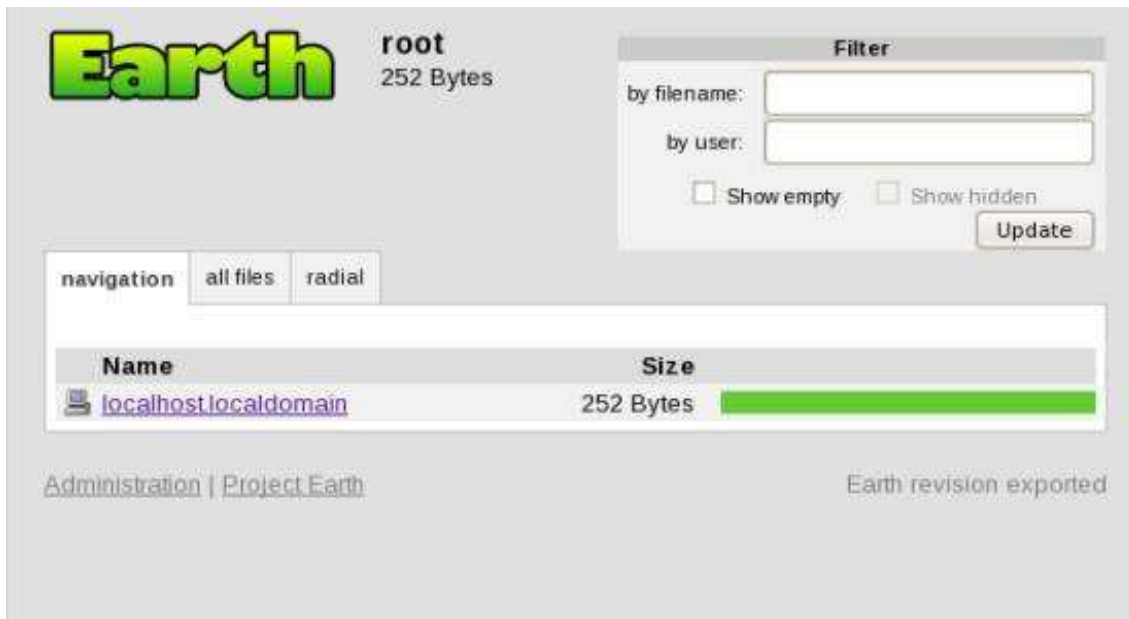 Earth
root
252 Bytes
Filter
by filename:
by user:
Show empty
Show hidden
Update
navigation
all files
radial
Name
Size
localhost.localdomain
252 Bytes
Administration | Project Earth
Earth revision exported